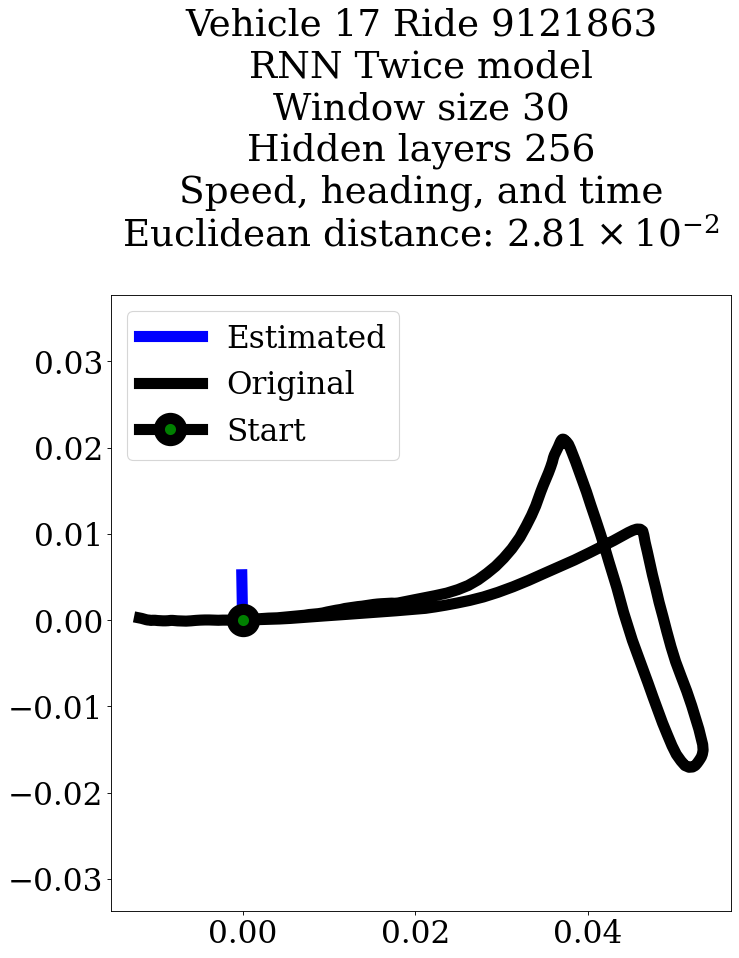 Vehicle 17 Ride 9121863
RNN Twice model
Window size 30
Hidden layers 256
Speed, heading, and time
Euclidean distance: 2.81 × 10⁻²
Estimated
Original
Start
0.03
0.02
0.01
0.00
−0.01
−0.02
−0.03
0.00 0.02 0.04